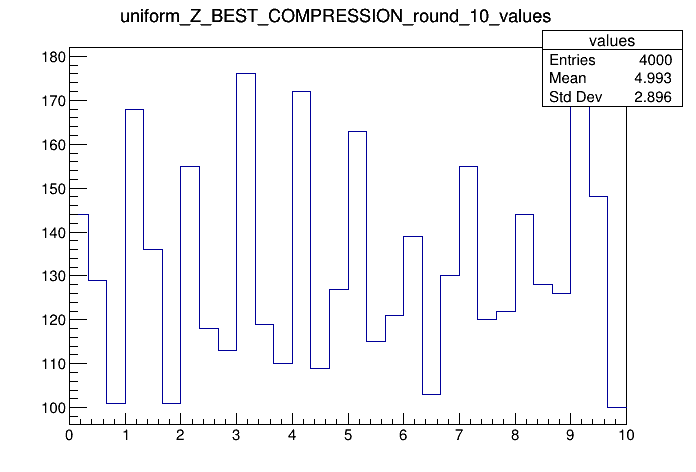 uniform_Z_BEST_COMPRESSION_round_10_values
values
Entries 4000
Mean 4.993
Std Dev 2.896
180
170
160
150
140
130
120
110
100
0 1 2 3 4 5 6 7 8 9 10